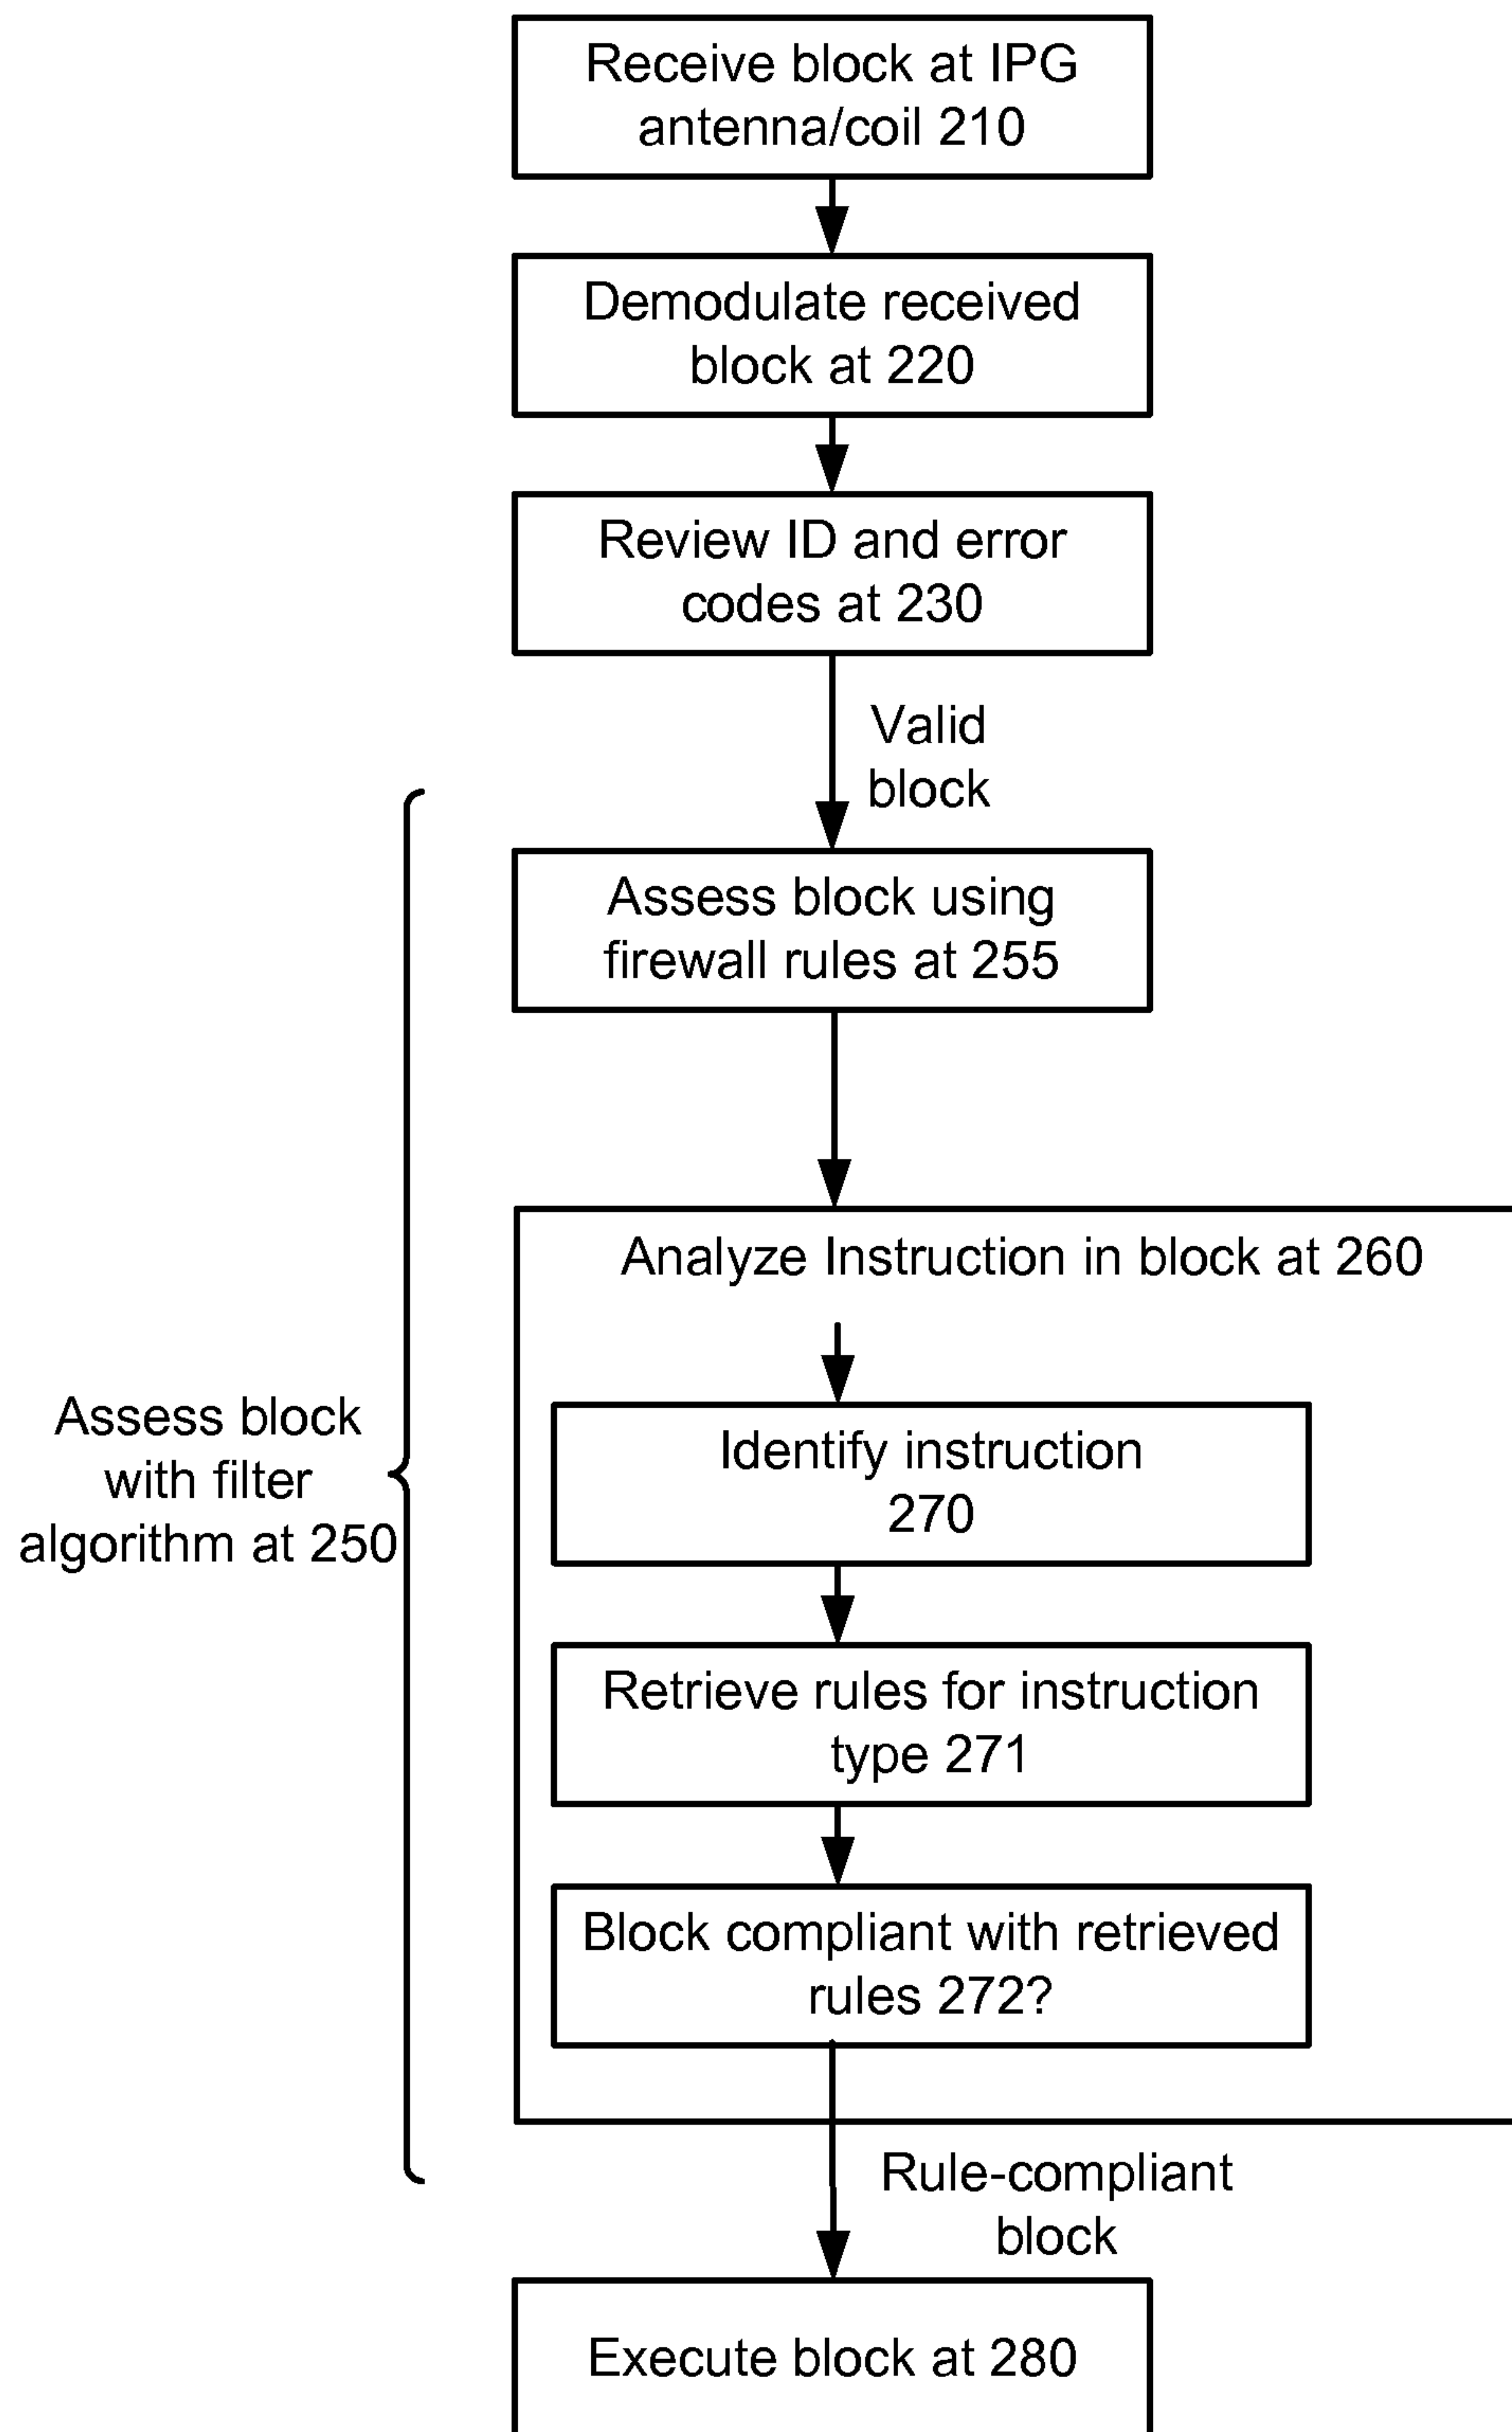 Receive block at IPG
antenna/coil 210
Demodulate received
block at 220
Review ID and error
codes at 230
Valid
block
Assess block using
firewall rules at 255
Analyze Instruction in block at 260
Identify instruction
270
Assess block
with filter
algorithm at 250
Retrieve rules for instruction
type 271
Block compliant with retrieved
rules 272?
Rule-compliant
block
Execute block at 280